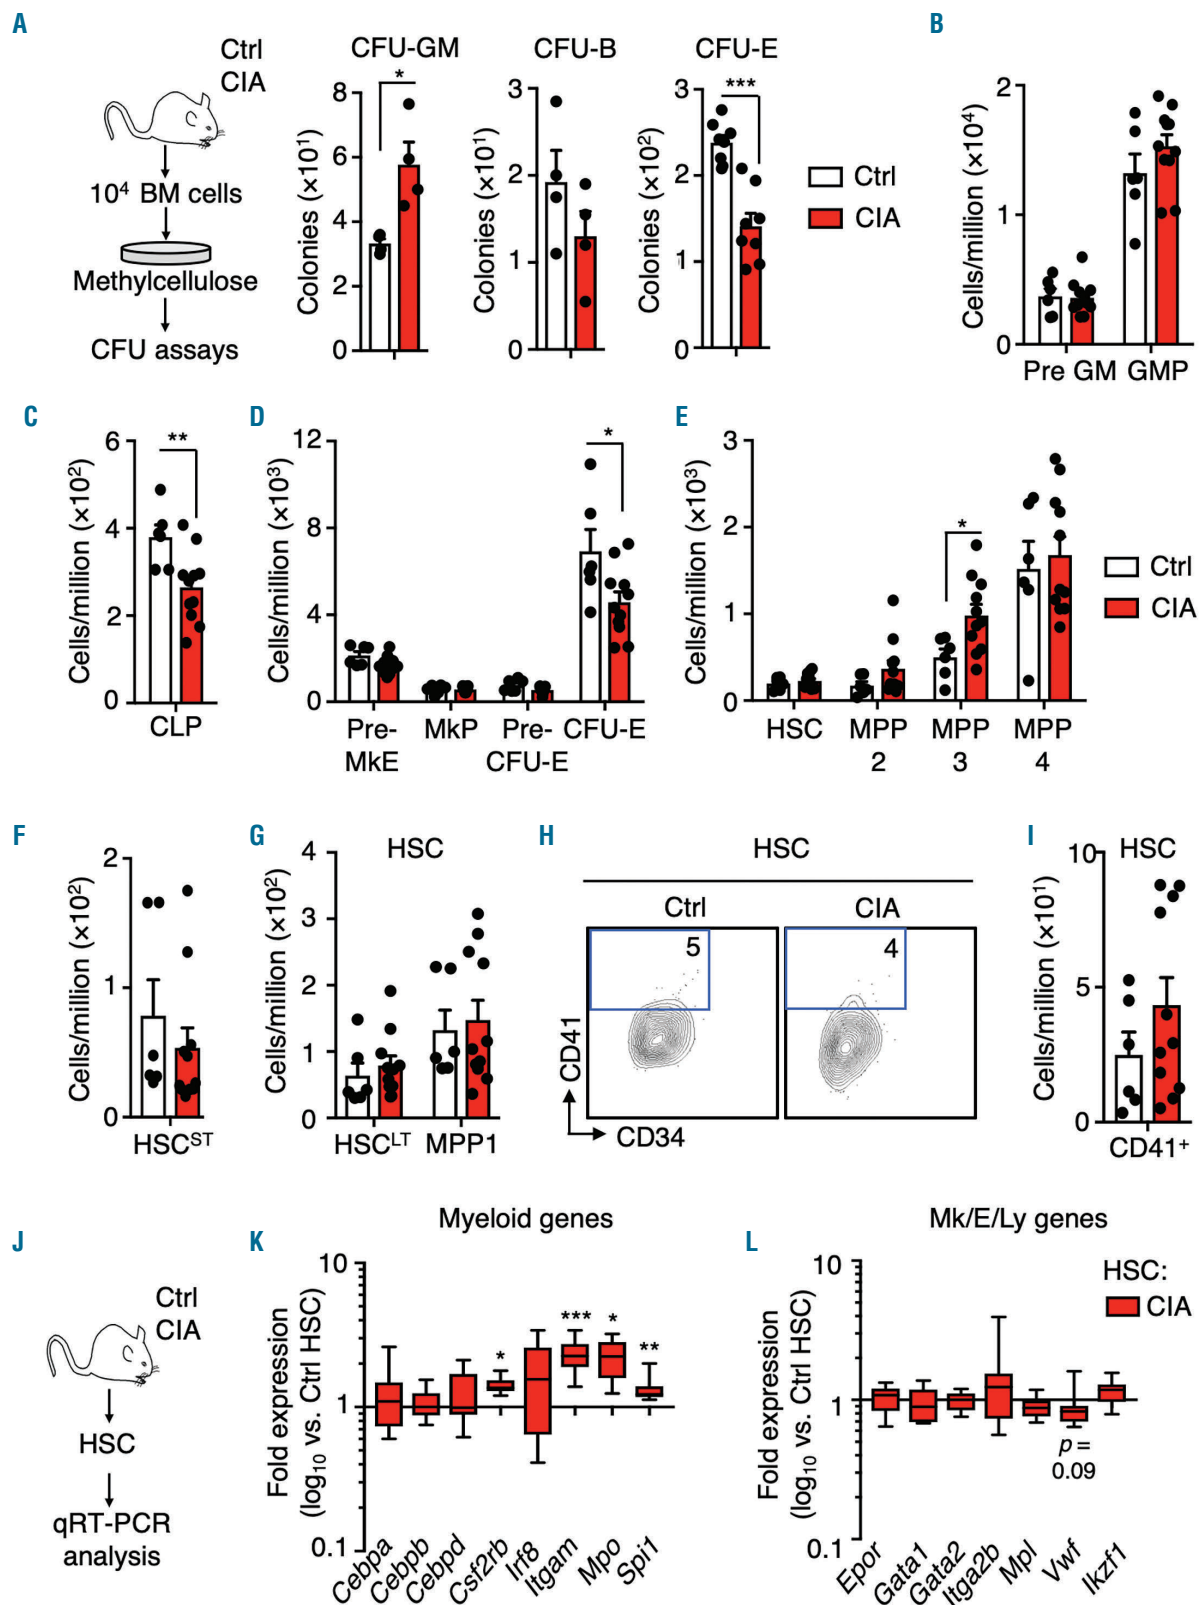 A
Ctrl
CIA
10⁴ BM cells
Methylcellulose
CFU assays
CFU-GM
*
Colonies (×10¹)
8
6
4
2
0
CFU-B
Colonies (×10¹)
3
2
1
0
CFU-E
***
Colonies (×10²)
3
2
1
0
Ctrl
CIA
B
Cells/million (×10⁴)
2
1
0
Pre GM
GMP
C
**
Cells/million (×10²)
6
4
2
0
CLP
D
*
Cells/million (×10³)
12
8
4
0
Pre-
MkE
MkP
Pre-
CFU-E
CFU-E
E
*
Cells/million (×10³)
3
2
1
0
HSC
MPP
2
MPP
3
MPP
4
Ctrl
CIA
F
Cells/million (×10²)
2
1
0
HSCˢᵀ
G
HSC
Cells/million (×10²)
4
3
2
1
0
HSCᴸᵀ
MPP1
H
HSC
Ctrl
CIA
5
4
CD41
CD34
I
HSC
Cells/million (×10¹)
10
5
0
CD41⁺
J
Ctrl
CIA
HSC
qRT-PCR
analysis
K
Myeloid genes
Fold expression
(log₁₀ vs. Ctrl HSC)
10
1
0.1
*
***
*
**
Cebpa
Cebpb
Cebpd
Csf2rb
Irf8
Itgam
Mpo
Spi1
L
Mk/E/Ly genes
HSC:
CIA
Fold expression
(log₁₀ vs. Ctrl HSC)
10
1
0.1
p =
0.09
Epor
Gata1
Gata2
Itga2b
Mpl
Vwf
Ikzf1